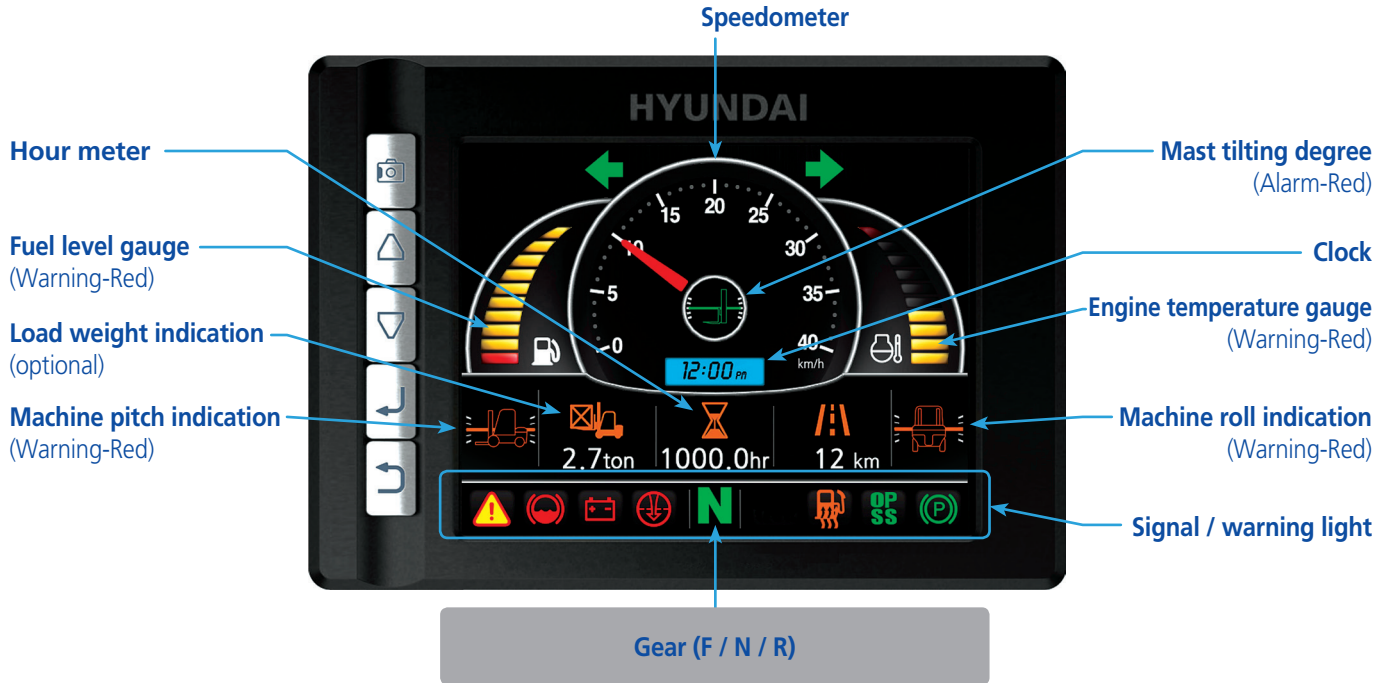 Speedometer
HYUNDAI
Hour meter
Mast tilting degree
(Alarm-Red)
Fuel level gauge
(Warning-Red)
Clock
Load weight indication
(optional)
Engine temperature gauge
(Warning-Red)
Machine pitch indication
(Warning-Red)
Machine roll indication
(Warning-Red)
0
5
10
15
20
25
30
35
40
km/h
12:00 PM
2.7ton
1000.0hr
12 km
N
OP
SS
P
Signal / warning light
Gear (F / N / R)